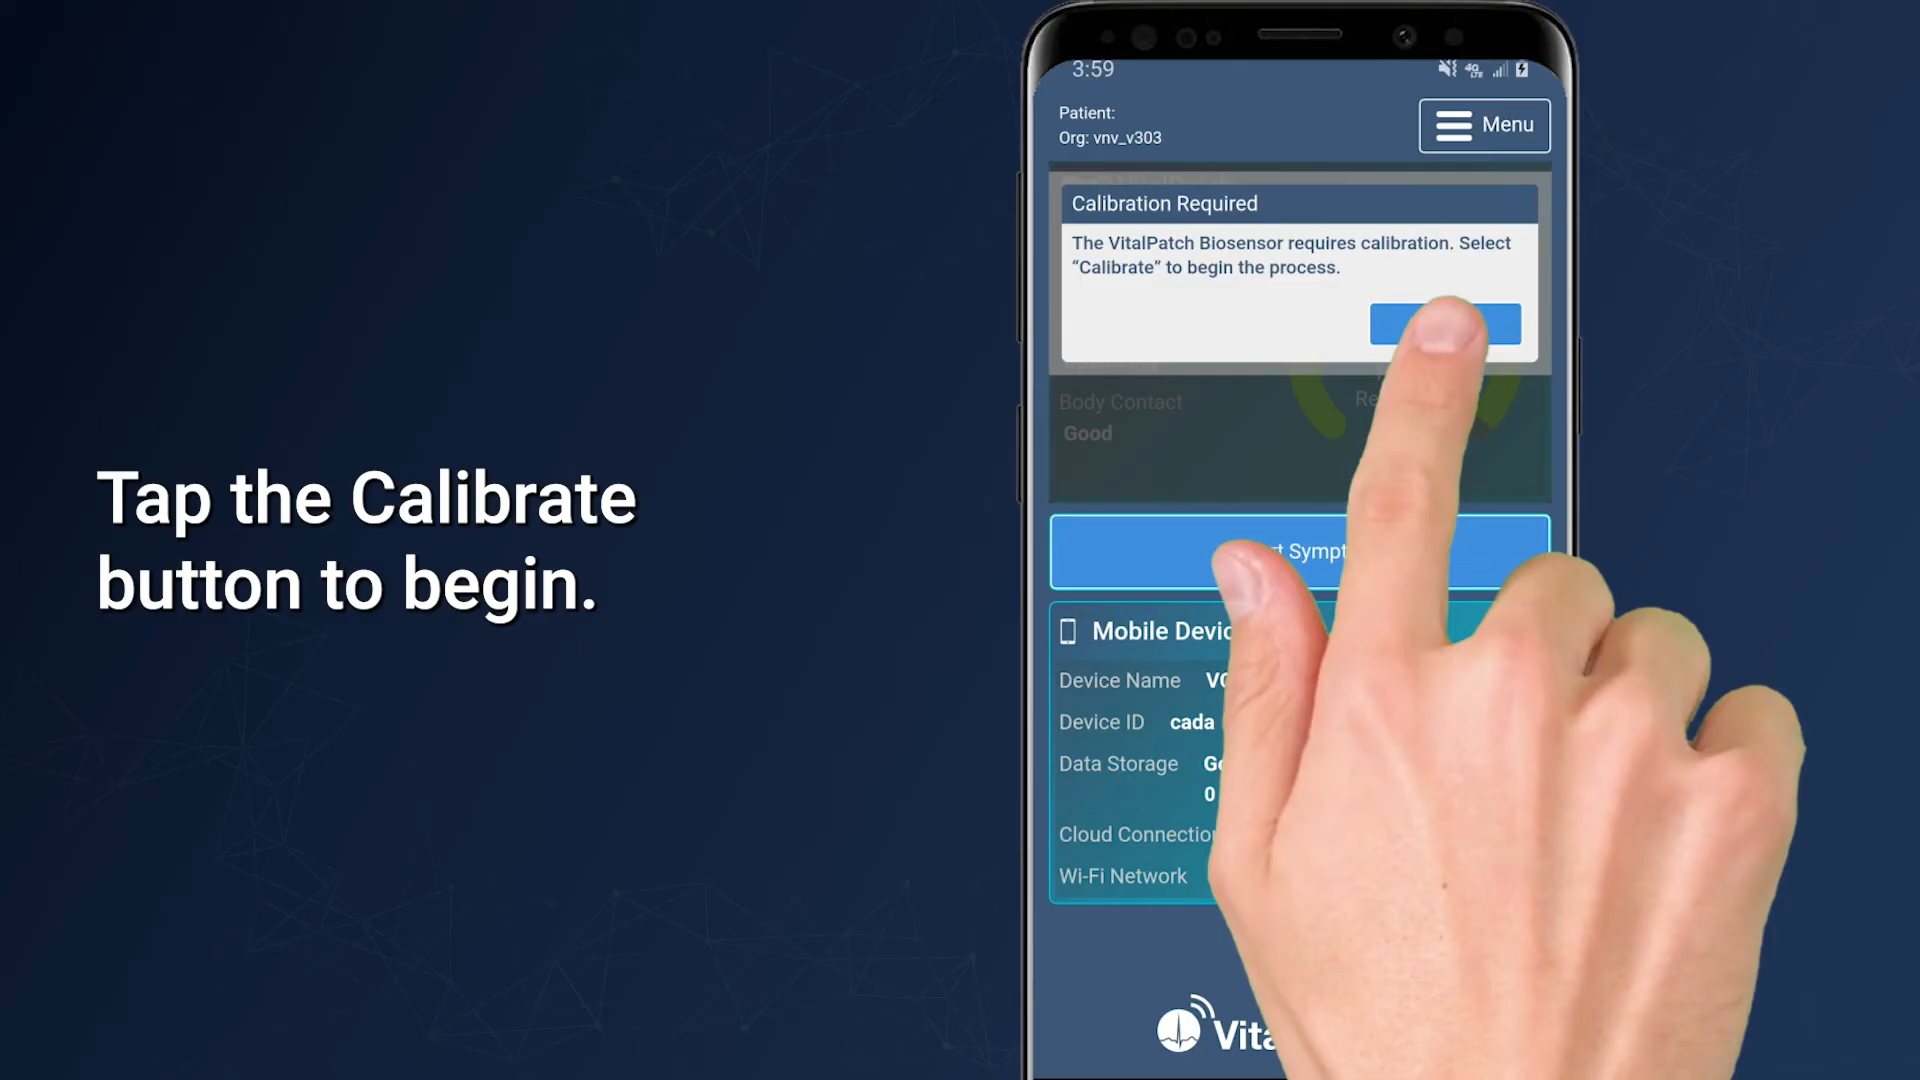 Tap the Calibrate
button to begin.
3:59
4G
LTE
Patient:
Org: vnv_v303
Menu
Calibration Required
The VitalPatch Biosensor requires calibration. Select
“Calibrate” to begin the process.
Body Contact
Good
Mobile
Device Name
Device ID cada
Data Storage
0
Cloud
Wi-Fi Network